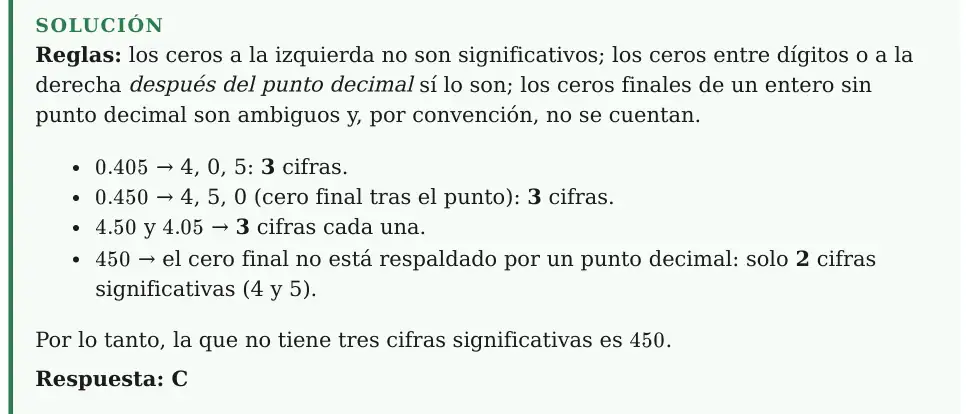 SOLUCIÓN
Reglas: los ceros a la izquierda no son significativos; los ceros entre dígitos o a la
derecha después del punto decimal sí lo son; los ceros finales de un entero sin
punto decimal son ambiguos y, por convención, no se cuentan.
• 0.405 → 4, 0, 5: 3 cifras.
• 0.450 → 4, 5, 0 (cero final tras el punto): 3 cifras.
• 4.50 y 4.05 → 3 cifras cada una.
• 450 → el cero final no está respaldado por un punto decimal: solo 2 cifras
significativas (4 y 5).
Por lo tanto, la que no tiene tres cifras significativas es 450.
Respuesta: C